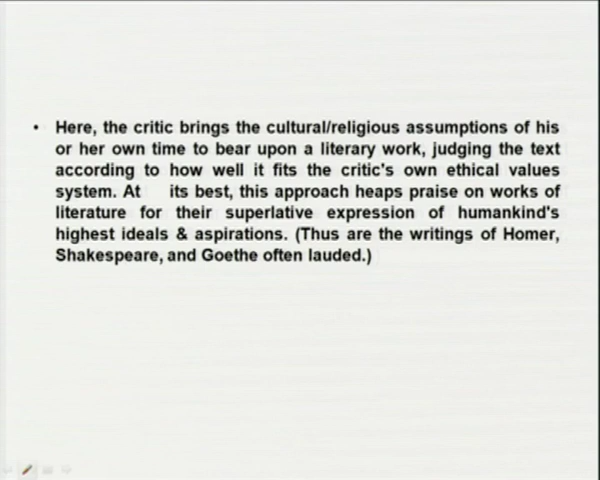 • Here, the critic brings the cultural/religious assumptions of his
or her own time to bear upon a literary work, judging the text
according to how well it fits the critic's own ethical values
system. At its best, this approach heaps praise on works of
literature for their superlative expression of humankind's
highest ideals & aspirations. (Thus are the writings of Homer,
Shakespeare, and Goethe often lauded.)